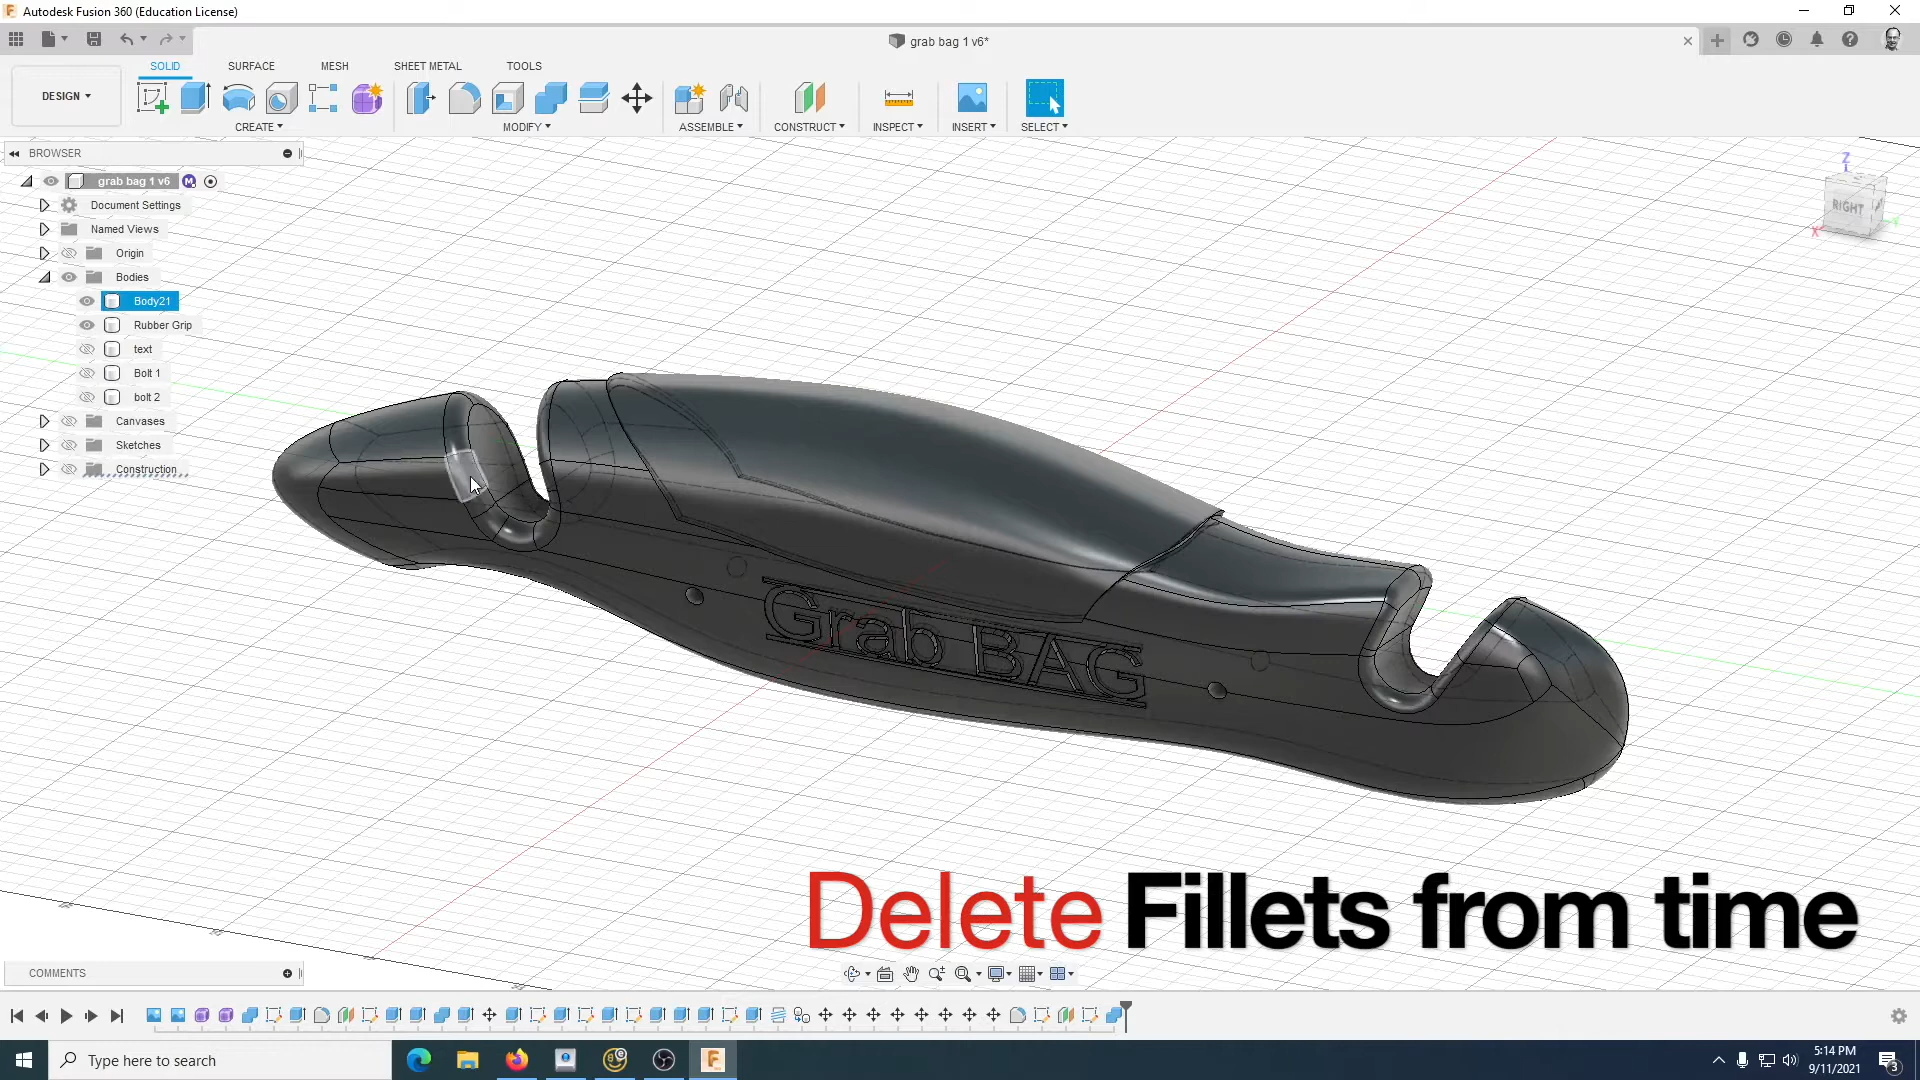 Autodesk Fusion 360 (Education License)
grab bag 1 v6*
SOLID SURFACE MESH SHEET METAL TOOLS
DESIGN
CREATE MODIFY ASSEMBLE CONSTRUCT INSPECT INSERT SELECT
BROWSER
grab bag 1 v6 M
Document Settings
Named Views
Origin
Bodies
Body21
Rubber Grip
text
Bolt 1
bolt 2
Canvases
Sketches
Construction
Z
RIGHT
X
Y
Grab BAG
Delete Fillets from time
COMMENTS
Type here to search
5:14 PM
9/11/2021
3